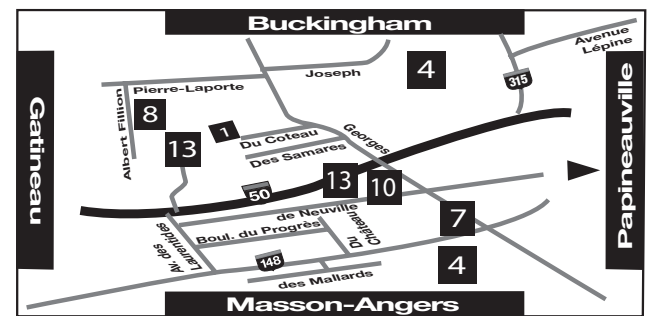 Buckingham
Avenue
Lépine
Joseph
4
315
Pierre-Laporte
8
Albert Fillion
1
Du Coteau
Georges
13
Des Samares
Gatineau
Papineauville
50
13
10
de Neuville
Av. des
Laurentides
Boul. du Progrès
Du
Chateau
7
148
4
des Mallards
Masson-Angers